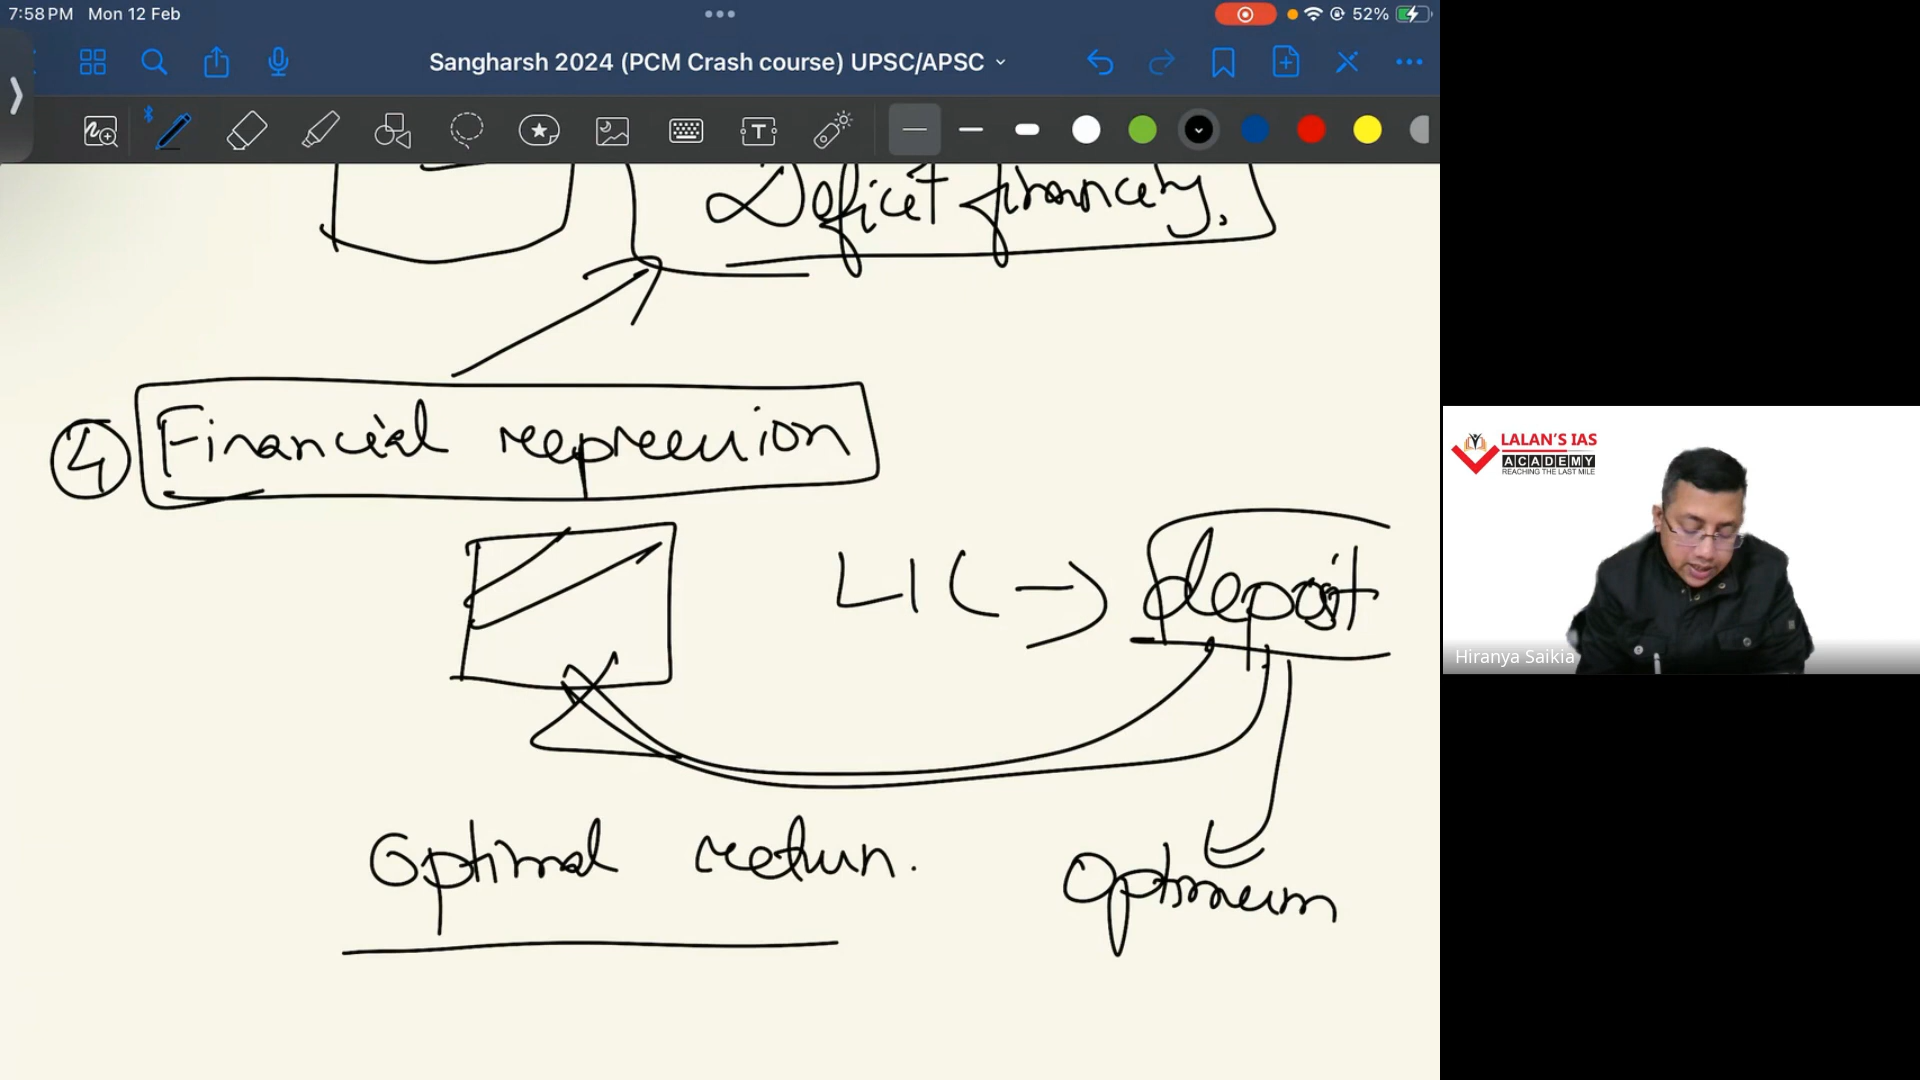 7:58 PM Mon 12 Feb
52%
Sangharsh 2024 (PCM Crash course) UPSC/APSC
T
Deficit financing.
4 Financial repression
LIC → deposit
Optimal return.
Optimum
LALAN'S IAS
ACADEMY
REACHING THE LAST MILE
Hiranya Saikia